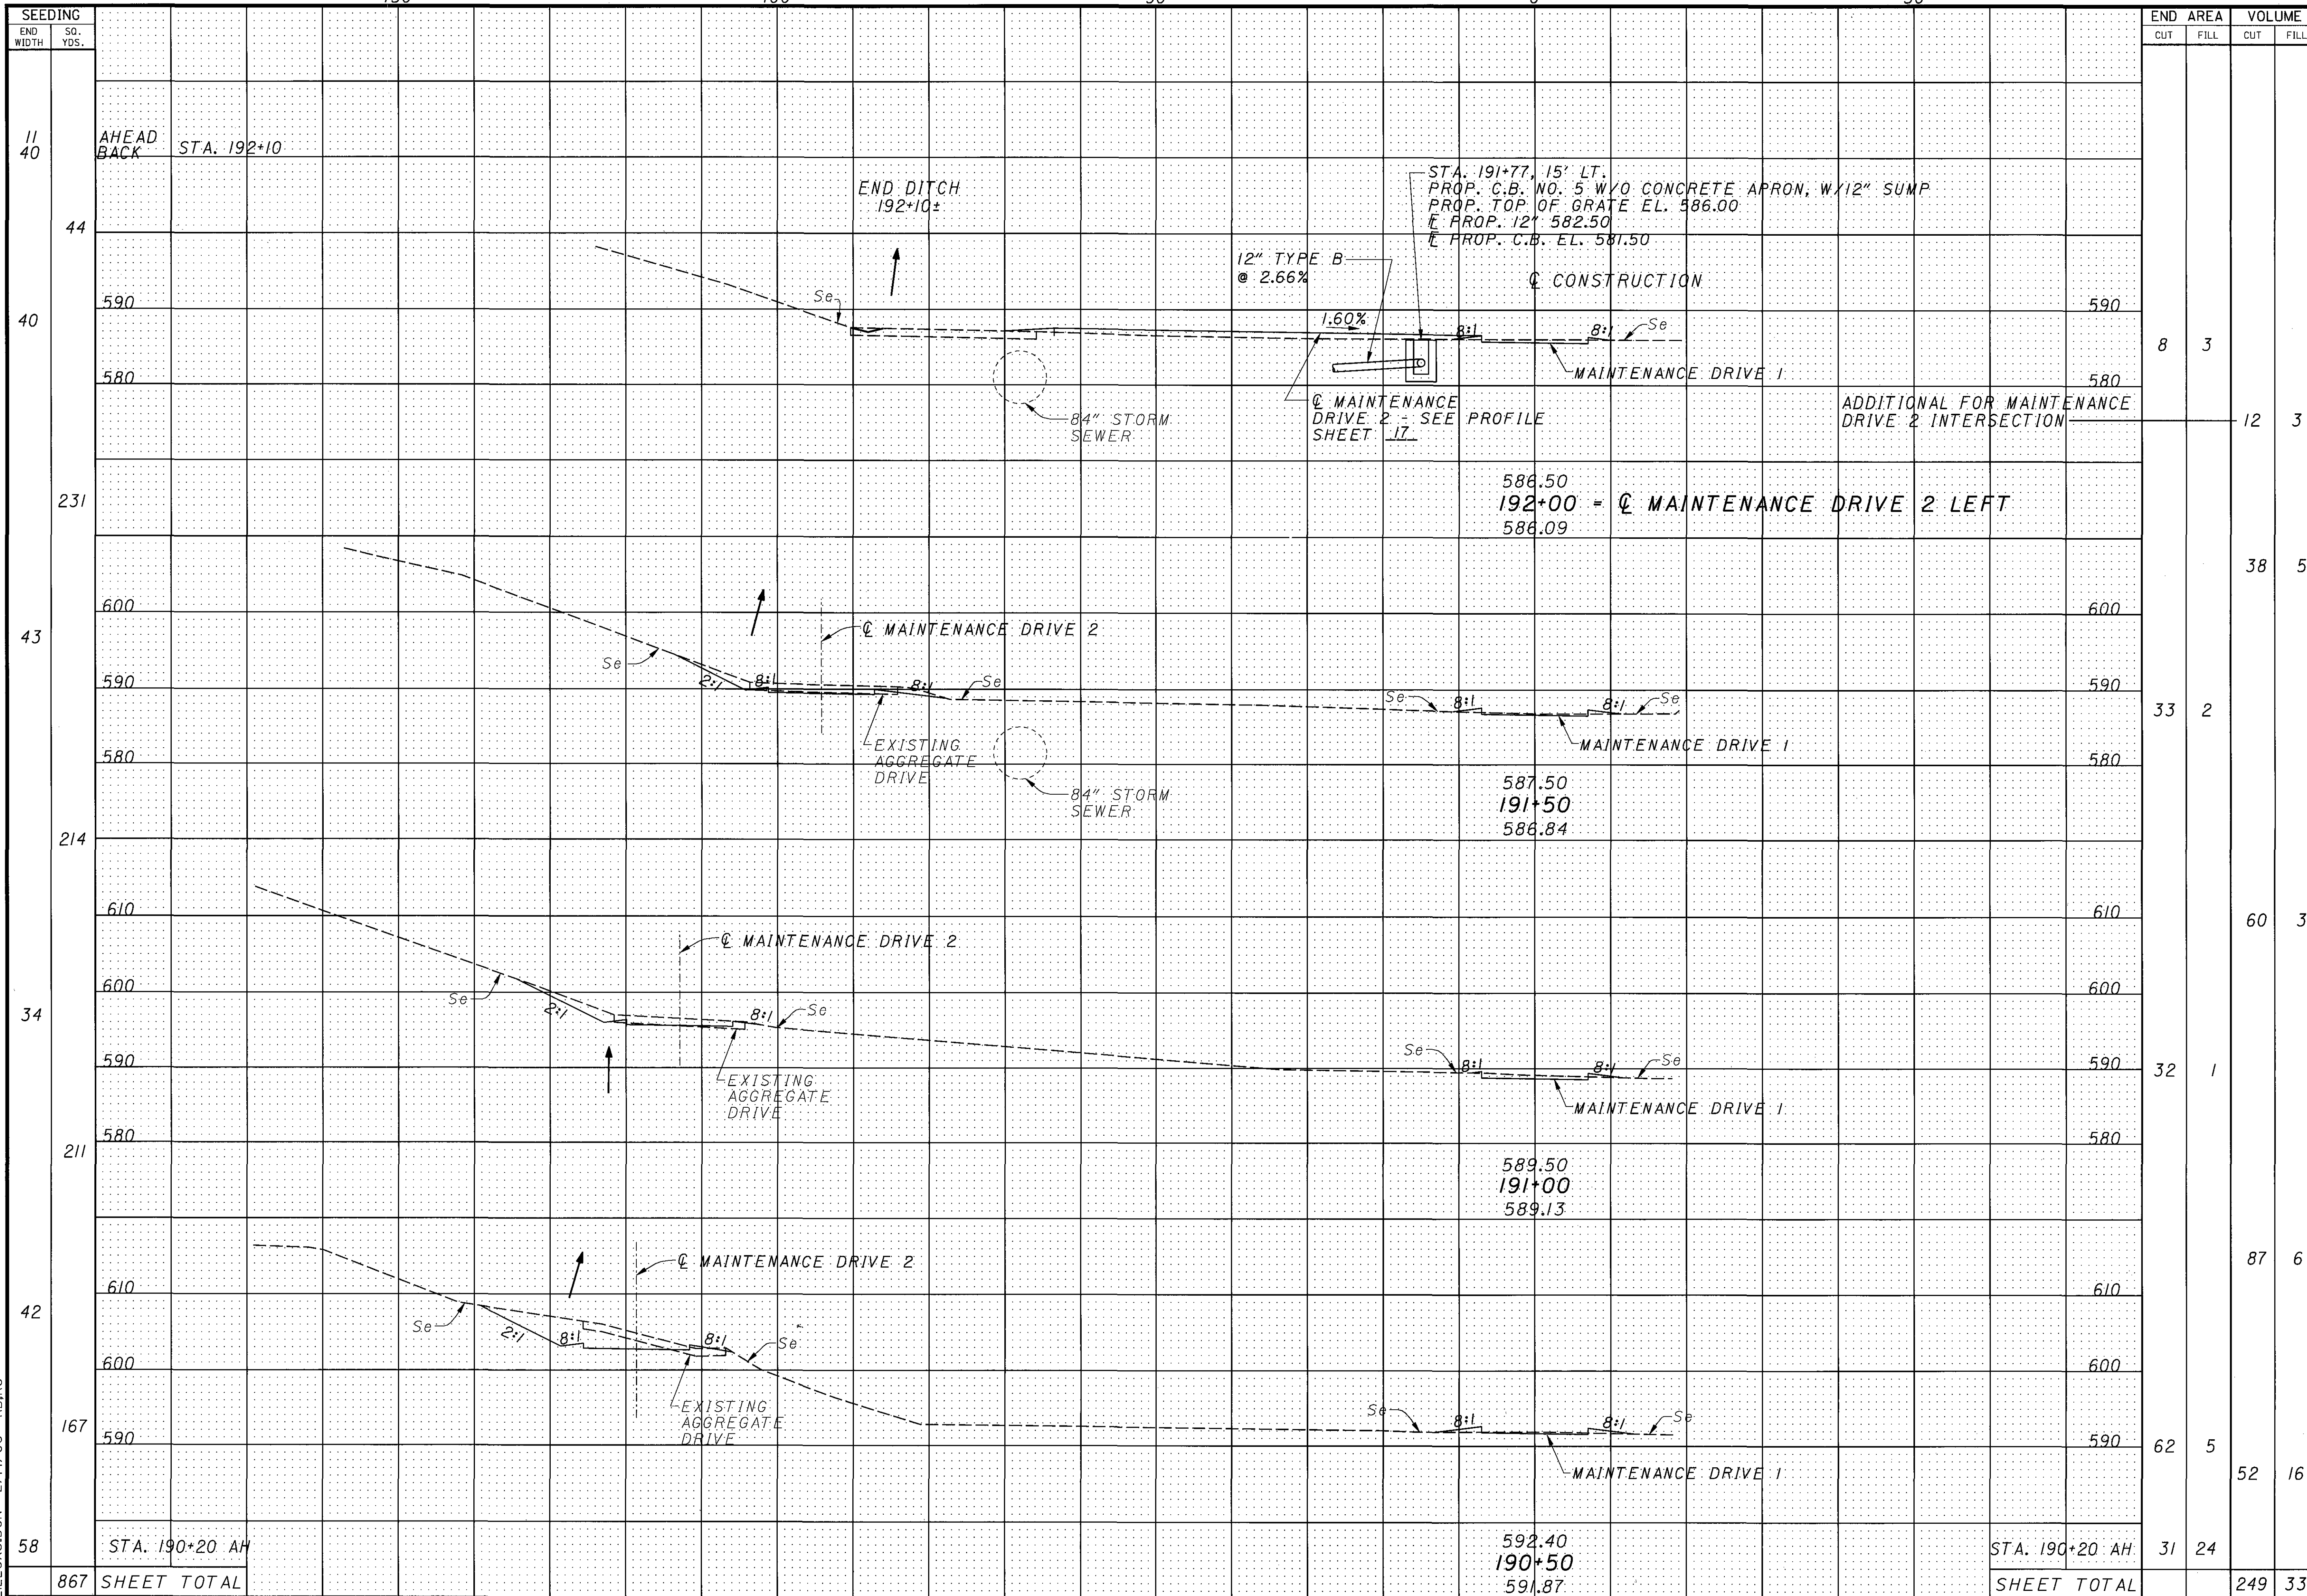 SEEDING
END WIDTH
SQ. YDS.
END AREA
VOLUME
CUT
FILL
CUT
FILL
11
40
AHEAD
BACK
STA. 192+10
END DITCH
192+10±
STA. 191+77, 15' LT.
PROP. C.B. NO. 5 W/O CONCRETE APRON, W/12" SUMP
PROP. TOP OF GRATE EL. 586.00
FL PROP. 12" 582.50
FL PROP. C.B. EL. 581.50
44
12" TYPE B
@ 2.66%
℄ CONSTRUCTION
590
590
40
Se
1.60%
8:1
8:1
Se
8
3
580
580
MAINTENANCE DRIVE 1
84" STORM
SEWER
℄ MAINTENANCE
DRIVE 2 - SEE PROFILE
SHEET 17
ADDITIONAL FOR MAINTENANCE
DRIVE 2 INTERSECTION
12
3
231
586.50
192+00 = ℄ MAINTENANCE DRIVE 2 LEFT
586.09
38
5
600
600
43
℄ MAINTENANCE DRIVE 2
Se
2:1
8:1
8:1
Se
590
590
Se
8:1
8:1
Se
33
2
EXISTING
AGGREGATE
DRIVE
MAINTENANCE DRIVE 1
580
580
84" STORM
SEWER
587.50
191+50
586.84
214
610
610
60
3
℄ MAINTENANCE DRIVE 2
600
600
34
Se
2:1
8:1
Se
590
590
Se
8:1
8:1
Se
32
1
EXISTING
AGGREGATE
DRIVE
MAINTENANCE DRIVE 1
580
580
211
589.50
191+00
589.13
℄ MAINTENANCE DRIVE 2
87
6
610
610
42
Se
2:1
8:1
8:1
Se
600
600
EXISTING
AGGREGATE
DRIVE
Se
8:1
8:1
Se
167
590
590
62
5
MAINTENANCE DRIVE 1
52
16
58
STA. 190+20 AH
592.40
190+50
591.87
STA. 190+20 AH
31
24
867
SHEET TOTAL
SHEET TOTAL
249
33